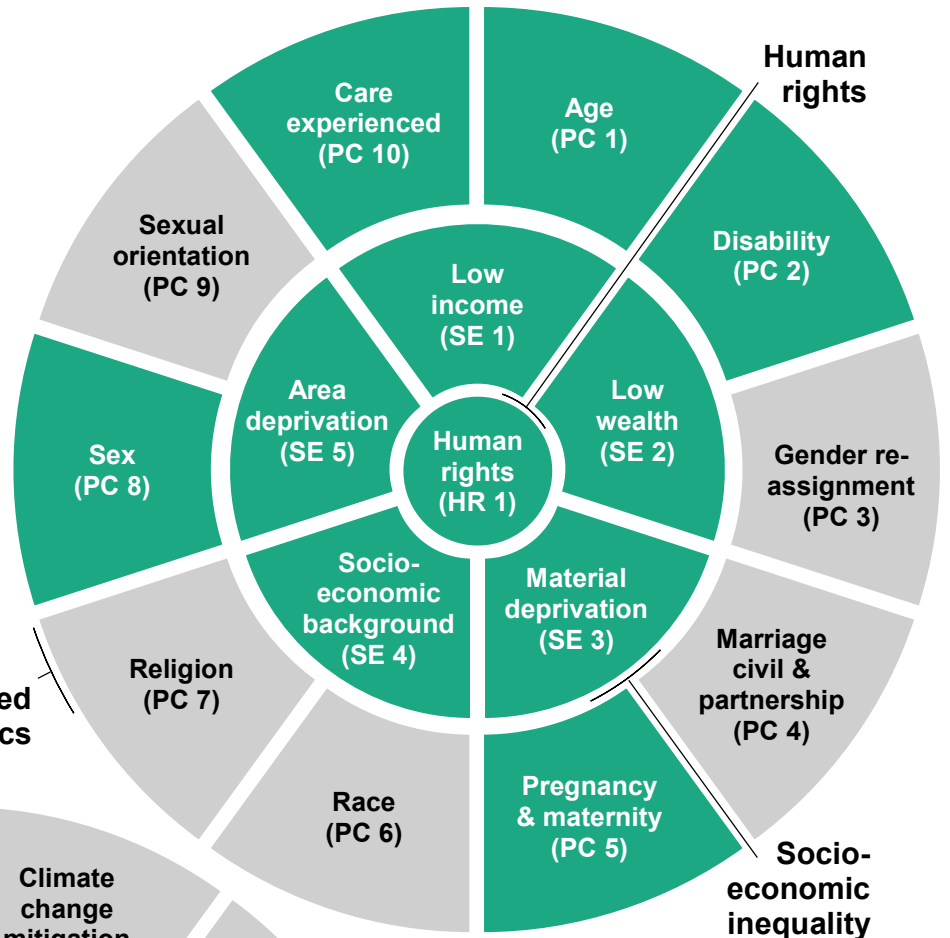 Human
rights
Care
experienced
(PC 10)
Age
(PC 1)
Sexual
orientation
(PC 9)
Disability
(PC 2)
Low
income
(SE 1)
Area
deprivation
(SE 5)
Low
wealth
(SE 2)
Human
rights
(HR 1)
Sex
(PC 8)
Gender re-
assignment
(PC 3)
Socio-
economic
background
(SE 4)
Material
deprivation
(SE 3)
Religion
(PC 7)
Marriage
civil &
partnership
(PC 4)
ed
cs
Race
(PC 6)
Pregnancy
& maternity
(PC 5)
Socio-
economic
inequality
Climate
change
mitigation